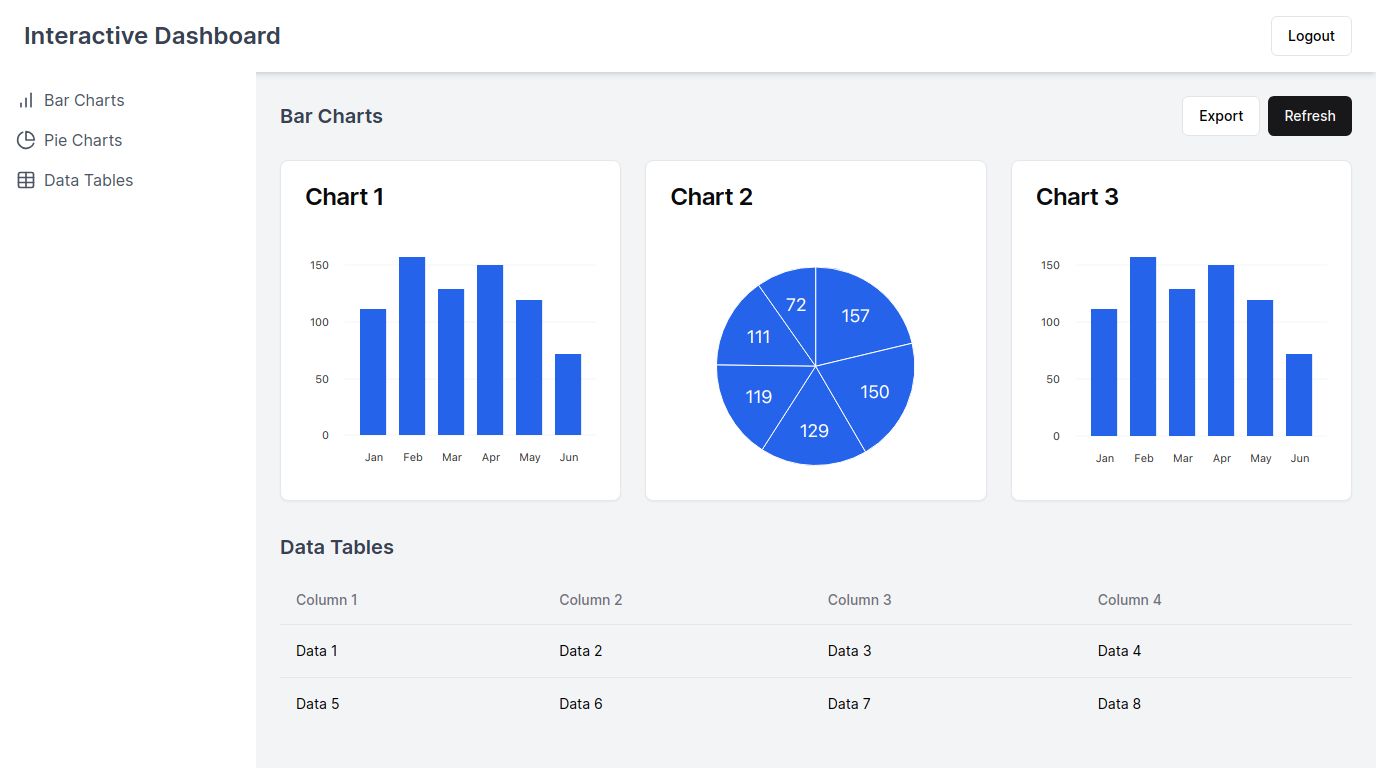 Interactive Dashboard
Logout
Bar Charts
Pie Charts
Data Tables
Bar Charts
Export
Refresh
Chart 1
150
100
50
0
Jan Feb Mar Apr May Jun
Chart 2
72 157
111
150
119
129
Chart 3
150
100
50
0
Jan Feb Mar Apr May Jun
Data Tables
Column 1 Column 2 Column 3 Column 4
Data 1 Data 2 Data 3 Data 4
Data 5 Data 6 Data 7 Data 8